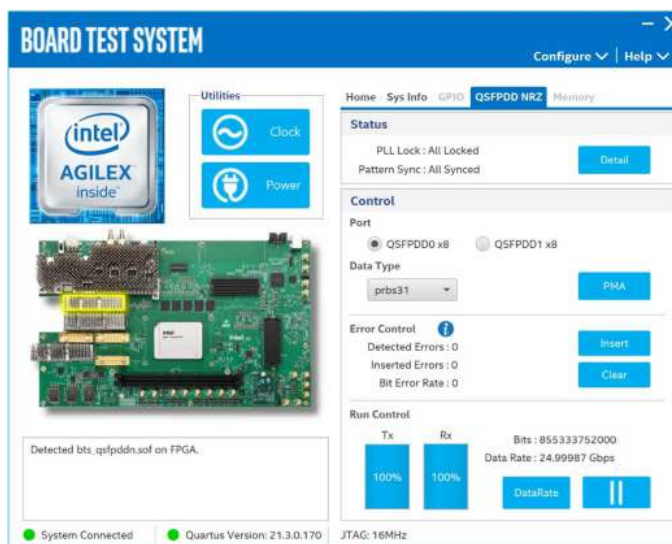 BOARD TEST SYSTEM
Configure
Help
intel
AGILEX
inside
Utilities
Clock
Power
Home Sys Info GPIO QSFPDD NRZ Memory
Status
PLL Lock : All Locked
Pattern Sync : All Synced
Detail
Control
Port
QSFPDD0 x8
QSFPDD1 x8
Data Type
prbs31
PMA
Error Control
Detected Errors : 0
Inserted Errors : 0
Bit Error Rate : 0
Insert
Clear
Run Control
Tx
Rx
100%
100%
Bits : 855333752000
Data Rate : 24.99987 Gbps
DataRate
Detected bts_qsfpddn.sof on FPGA.
System Connected
Quartus Version: 21.3.0.170
JTAG: 16MHz